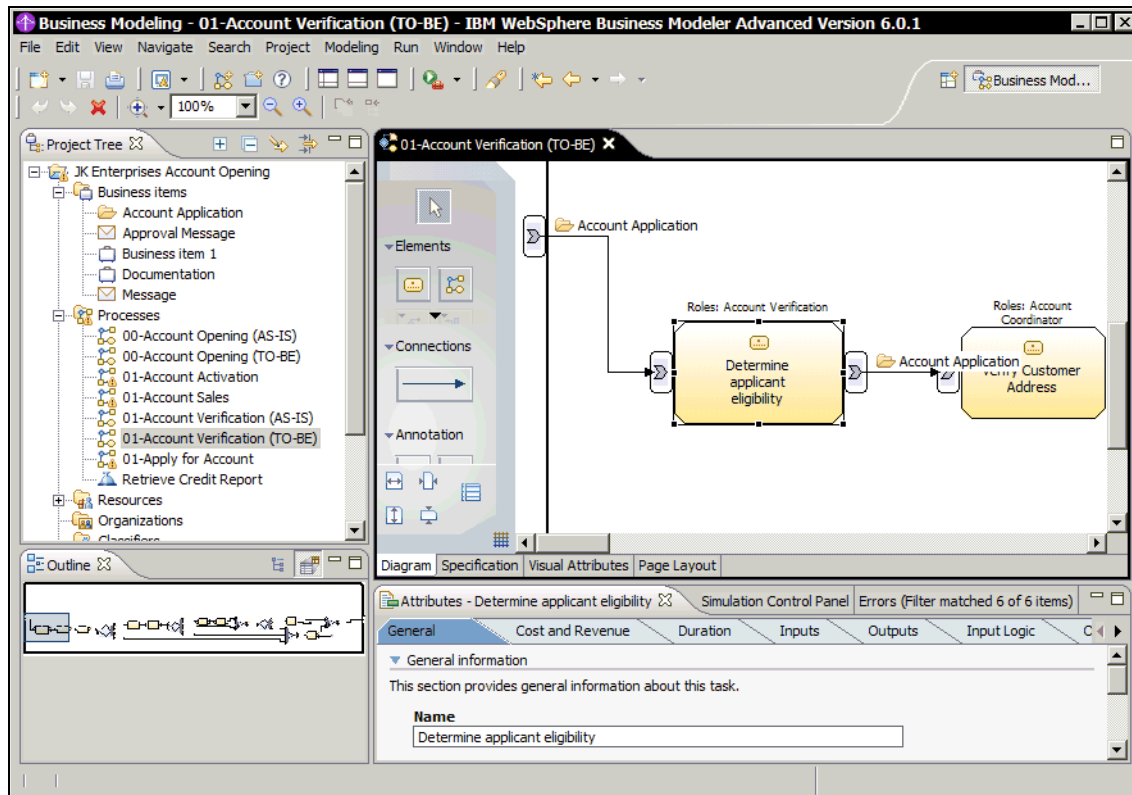 Business Modeling - 01-Account Verification (TO-BE) - IBM WebSphere Business Modeler Advanced Version 6.0.1
File Edit View Navigate Search Project Modeling Run Window Help
Business Mod...
100%
Project Tree
JK Enterprises Account Opening
Business items
Account Application
Approval Message
Business item 1
Documentation
Message
Processes
00-Account Opening (AS-IS)
00-Account Opening (TO-BE)
01-Account Activation
01-Account Sales
01-Account Verification (AS-IS)
01-Account Verification (TO-BE)
01-Apply for Account
Retrieve Credit Report
Resources
Organizations
Classifiers
Outline
01-Account Verification (TO-BE)
Elements
Connections
Annotation
Account Application
Roles: Account Verification
Determine
applicant
eligibility
Account Application
Roles: Account
Coordinator
Verify Customer
Address
Diagram Specification Visual Attributes Page Layout
Attributes - Determine applicant eligibility Simulation Control Panel Errors (Filter matched 6 of 6 items)
General Cost and Revenue Duration Inputs Outputs Input Logic
General information
This section provides general information about this task.
Name
Determine applicant eligibility